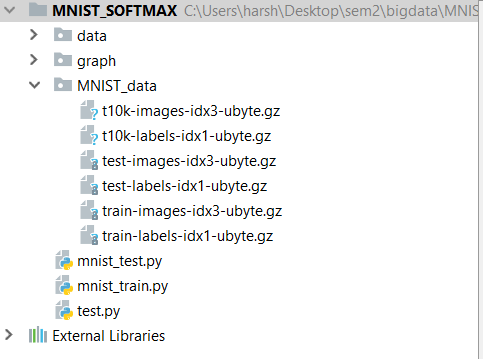 MNIST_SOFTMAX C:\Users\harsh\Desktop\sem2\bigdata\MNIS
data
graph
MNIST_data
t10k-images-idx3-ubyte.gz
t10k-labels-idx1-ubyte.gz
test-images-idx3-ubyte.gz
test-labels-idx1-ubyte.gz
train-images-idx3-ubyte.gz
train-labels-idx1-ubyte.gz
mnist_test.py
mnist_train.py
test.py
External Libraries